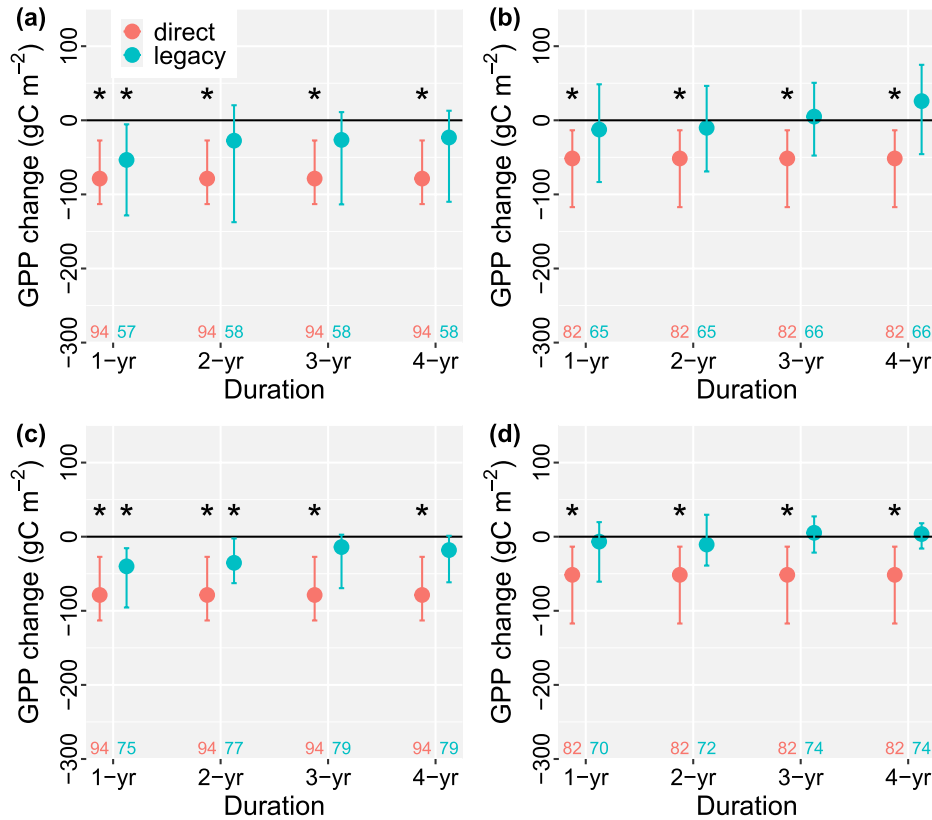 (a)
direct
legacy
GPP change (gC m⁻²)
100
0
−100
−200
−300
* * * * *
94 57 94 58 94 58 94 58
1−yr 2−yr 3−yr 4−yr
Duration
(b)
GPP change (gC m⁻²)
100
0
−100
−200
−300
* * * *
82 65 82 65 82 66 82 66
1−yr 2−yr 3−yr 4−yr
Duration
(c)
GPP change (gC m⁻²)
100
0
−100
−200
−300
* * * * * *
94 75 94 77 94 79 94 79
1−yr 2−yr 3−yr 4−yr
Duration
(d)
GPP change (gC m⁻²)
100
0
−100
−200
−300
* * * *
82 70 82 72 82 74 82 74
1−yr 2−yr 3−yr 4−yr
Duration